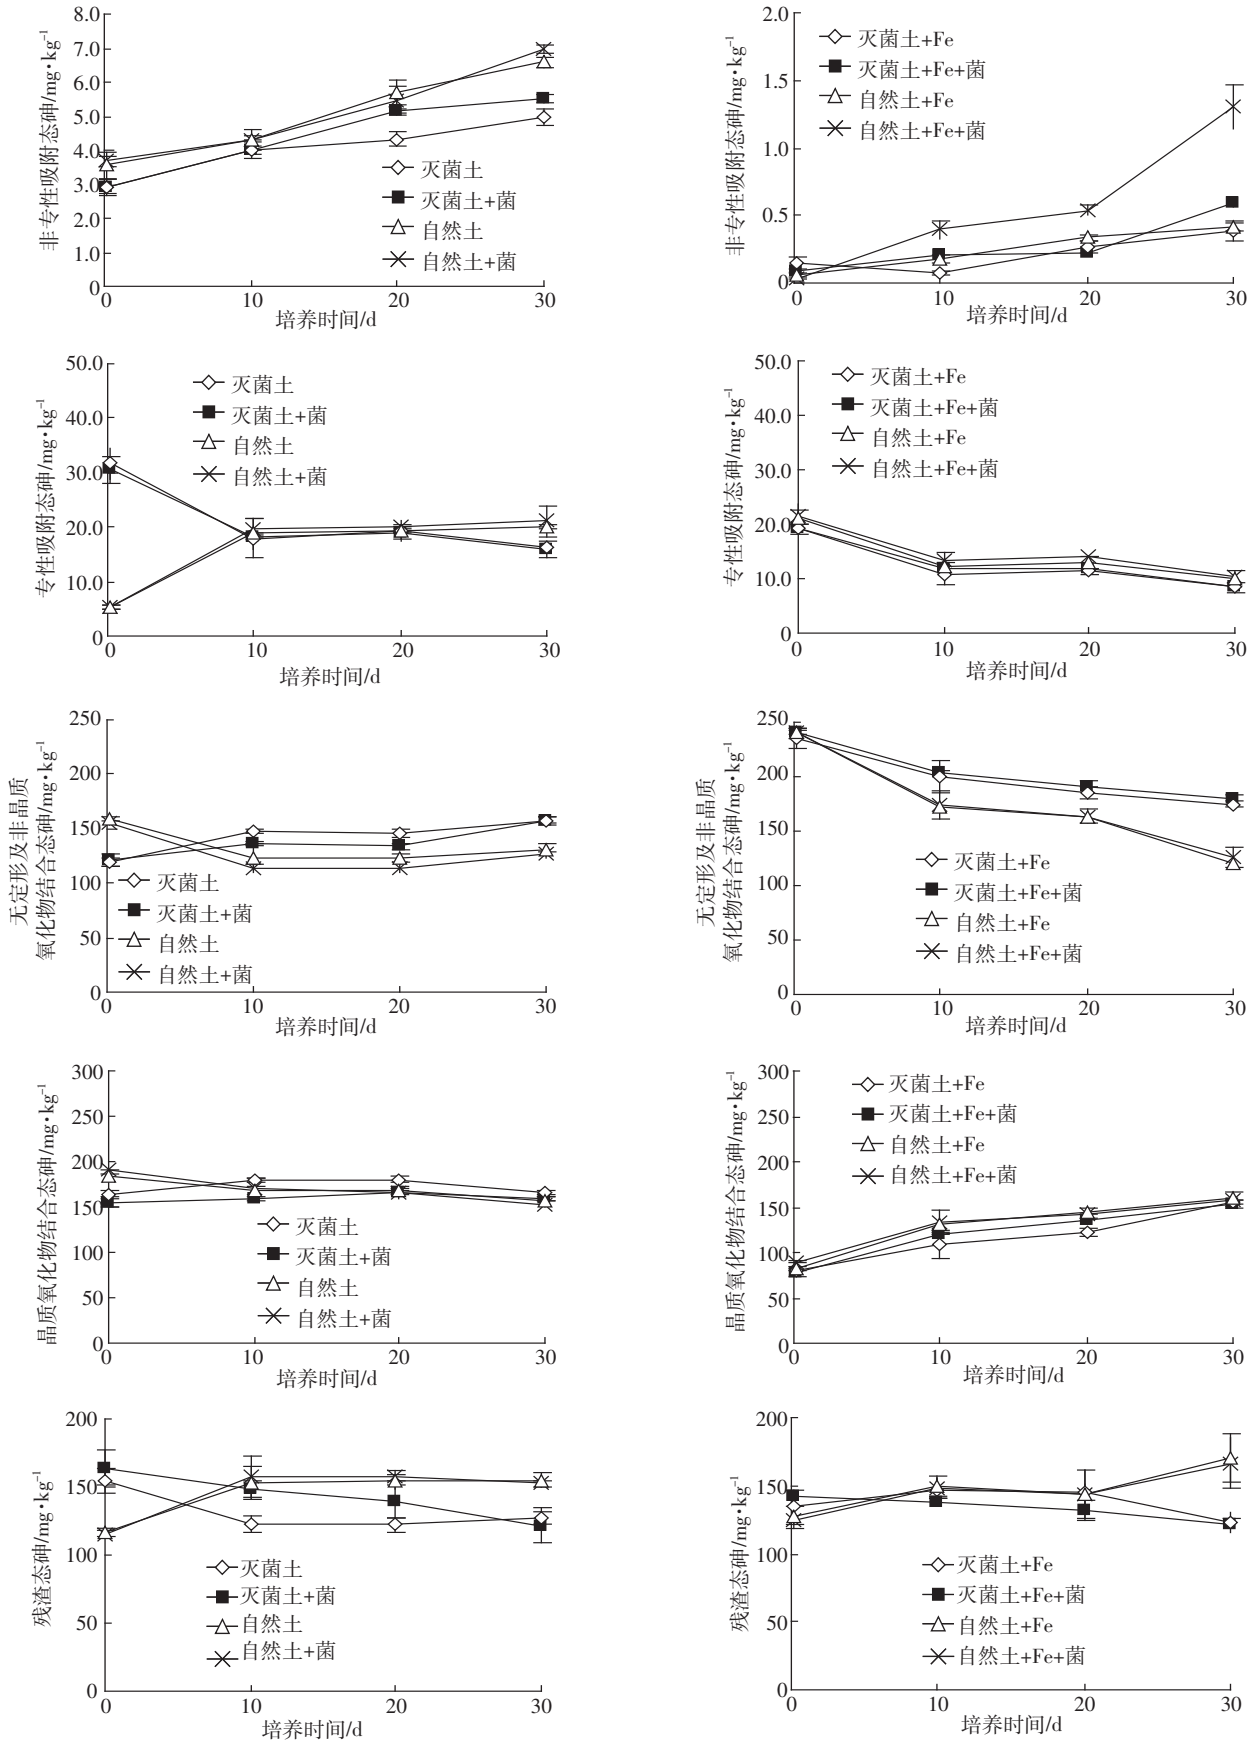 非专性吸附态砷/mg•kg⁻¹
8.0
7.0
6.0
5.0
4.0
3.0
2.0
1.0
0
灭菌土
灭菌土+菌
自然土
自然土+菌
0 10 20 30
培养时间/d
非专性吸附态砷/mg•kg⁻¹
2.0
1.5
1.0
0.5
0
灭菌土+Fe
灭菌土+Fe+菌
自然土+Fe
自然土+Fe+菌
0 10 20 30
培养时间/d
专性吸附态砷/mg•kg⁻¹
50.0
40.0
30.0
20.0
10.0
0
灭菌土
灭菌土+菌
自然土
自然土+菌
0 10 20 30
培养时间/d
专性吸附态砷/mg•kg⁻¹
50.0
40.0
30.0
20.0
10.0
0
灭菌土+Fe
灭菌土+Fe+菌
自然土+Fe
自然土+Fe+菌
0 10 20 30
培养时间/d
无定形及非晶质
氧化物结合态砷/mg•kg⁻¹
250
200
150
100
50
0
灭菌土
灭菌土+菌
自然土
自然土+菌
0 10 20 30
培养时间/d
无定形及非晶质
氧化物结合态砷/mg•kg⁻¹
250
200
150
100
50
0
灭菌土+Fe
灭菌土+Fe+菌
自然土+Fe
自然土+Fe+菌
0 10 20 30
培养时间/d
晶质氧化物结合态砷/mg•kg⁻¹
300
250
200
150
100
50
0
灭菌土
灭菌土+菌
自然土
自然土+菌
0 10 20 30
培养时间/d
晶质氧化物结合态砷/mg•kg⁻¹
300
250
200
150
100
50
0
灭菌土+Fe
灭菌土+Fe+菌
自然土+Fe
自然土+Fe+菌
0 10 20 30
培养时间/d
残渣态砷/mg•kg⁻¹
200
150
100
50
0
灭菌土
灭菌土+菌
自然土
自然土+菌
0 10 20 30
培养时间/d
残渣态砷/mg•kg⁻¹
200
150
100
50
0
灭菌土+Fe
灭菌土+Fe+菌
自然土+Fe
自然土+Fe+菌
0 10 20 30
培养时间/d